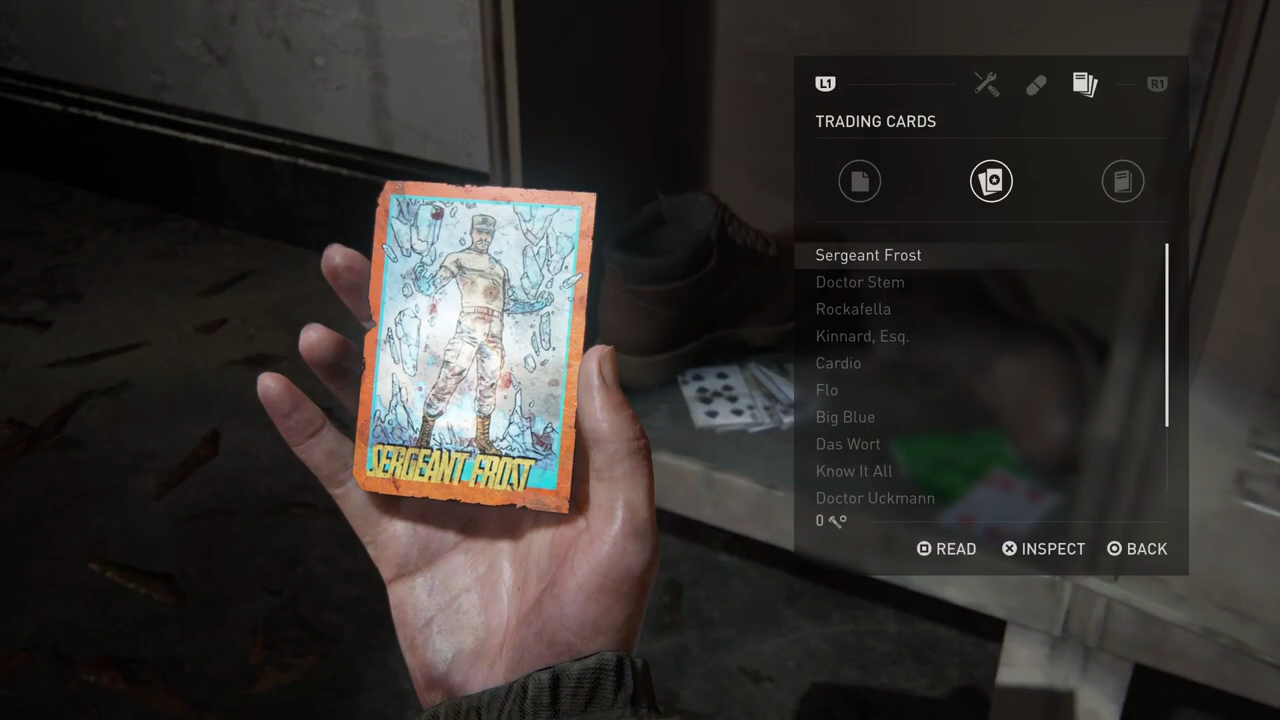 L1
R1
TRADING CARDS
SERGEANT FROST
Sergeant Frost
Doctor Stem
Rockafella
Kinnard, Esq.
Cardio
Flo
Big Blue
Das Wort
Know It All
Doctor Uckmann
0
READ
INSPECT
BACK